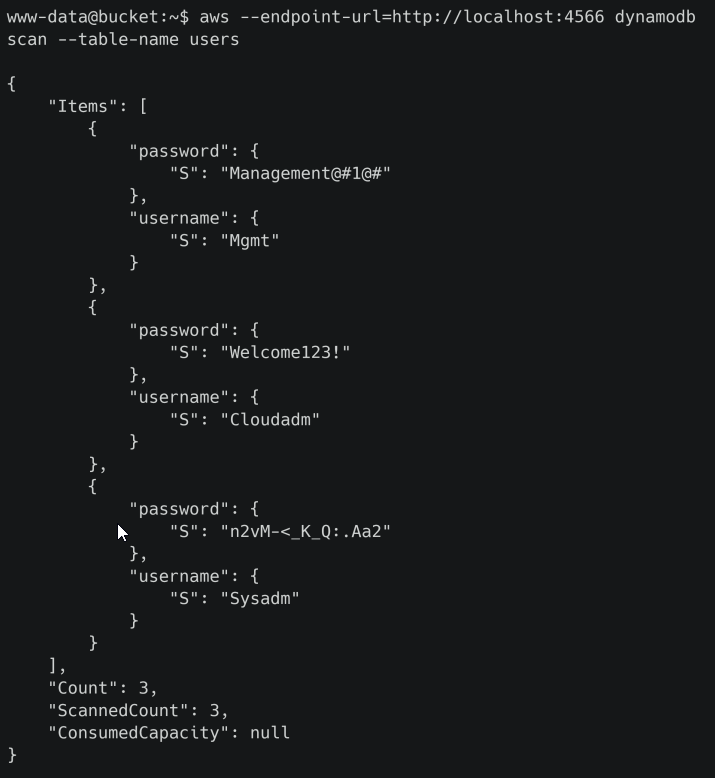 www-data@bucket:~$ aws --endpoint-url=http://localhost:4566 dynamodb
scan --table-name users
{
    "Items": [
        {
            "password": {
                "S": "Management@#1@#"
            },
            "username": {
                "S": "Mgmt"
            }
        },
        {
            "password": {
                "S": "Welcome123!"
            },
            "username": {
                "S": "Cloudadm"
            }
        },
        {
            "password": {
                "S": "n2vM-<_K_Q:.Aa2"
            },
            "username": {
                "S": "Sysadm"
            }
        }
    ],
    "Count": 3,
    "ScannedCount": 3,
    "ConsumedCapacity": null
}